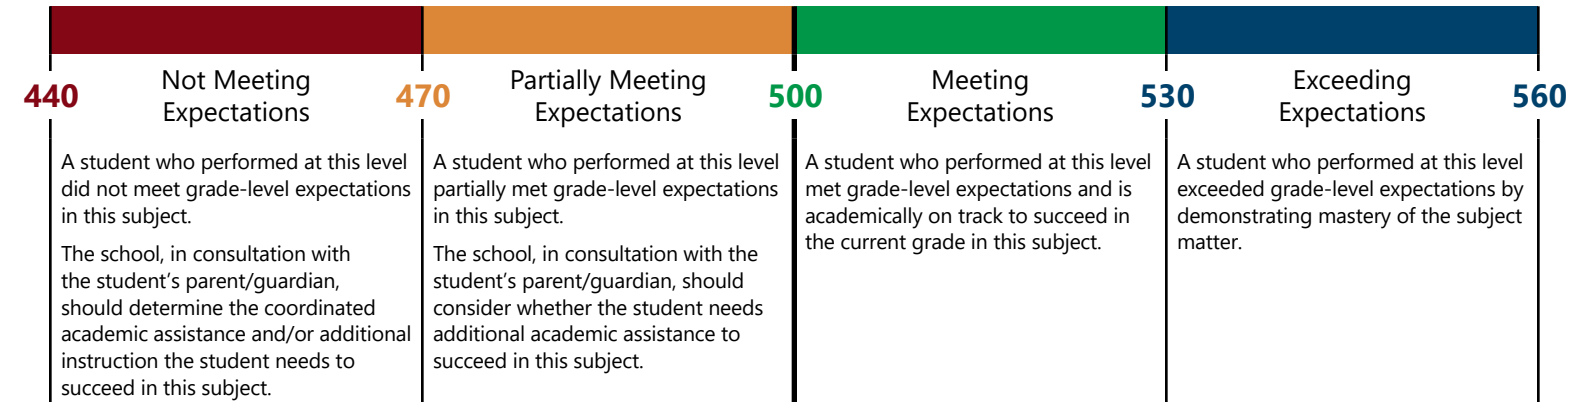 440
Not Meeting
Expectations
470
Partially Meeting
Expectations
500
Meeting
Expectations
530
Exceeding
Expectations
560
A student who performed at this level
did not meet grade-level expectations
in this subject.
The school, in consultation with
the student’s parent/guardian,
should determine the coordinated
academic assistance and/or additional
instruction the student needs to
succeed in this subject.
A student who performed at this level
partially met grade-level expectations
in this subject.
The school, in consultation with the
student’s parent/guardian, should
consider whether the student needs
additional academic assistance to
succeed in this subject.
A student who performed at this level
met grade-level expectations and is
academically on track to succeed in
the current grade in this subject.
A student who performed at this level
exceeded grade-level expectations by
demonstrating mastery of the subject
matter.